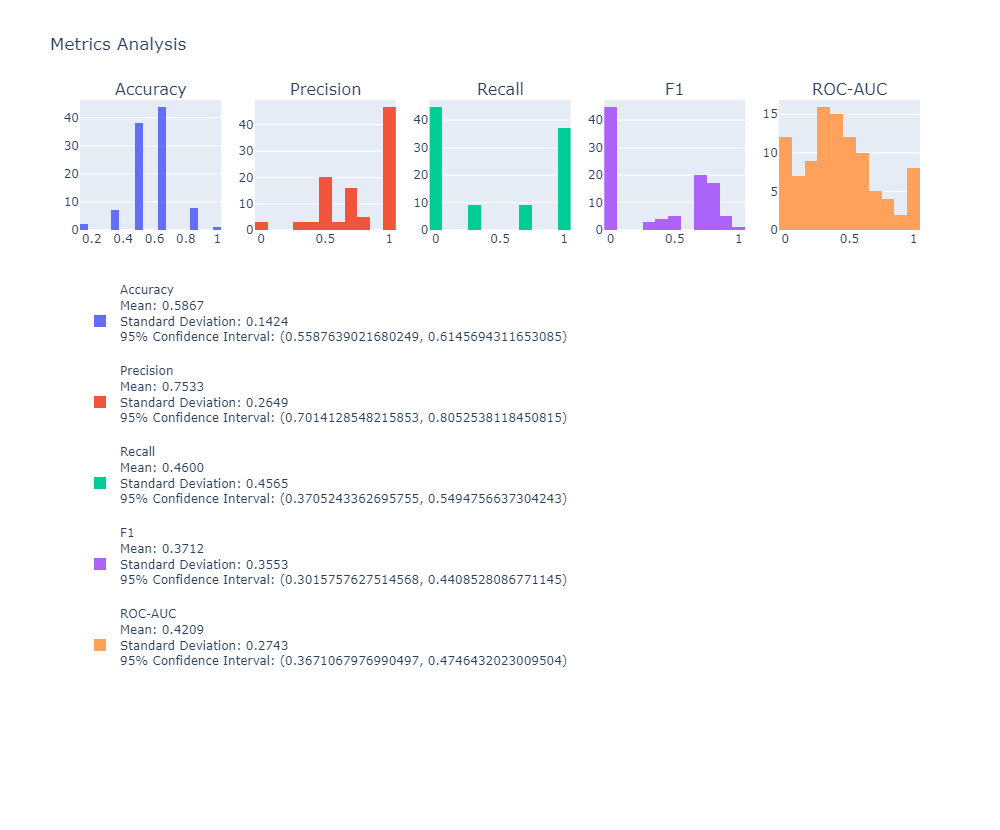 Metrics Analysis
Accuracy
Precision
Recall
F1
ROC-AUC
0
10
20
30
40
0.2
0.4
0.6
0.8
1
0
10
20
30
40
0
0.5
1
0
10
20
30
40
0
0.5
1
0
10
20
30
40
0
0.5
1
0
5
10
15
0
0.5
1
Accuracy
Mean: 0.5867
Standard Deviation: 0.1424
95% Confidence Interval: (0.5587639021680249, 0.6145694311653085)
Precision
Mean: 0.7533
Standard Deviation: 0.2649
95% Confidence Interval: (0.7014128548215853, 0.8052538118450815)
Recall
Mean: 0.4600
Standard Deviation: 0.4565
95% Confidence Interval: (0.3705243362695755, 0.5494756637304243)
F1
Mean: 0.3712
Standard Deviation: 0.3553
95% Confidence Interval: (0.3015757627514568, 0.4408528086771145)
ROC-AUC
Mean: 0.4209
Standard Deviation: 0.2743
95% Confidence Interval: (0.3671067976990497, 0.4746432023009504)